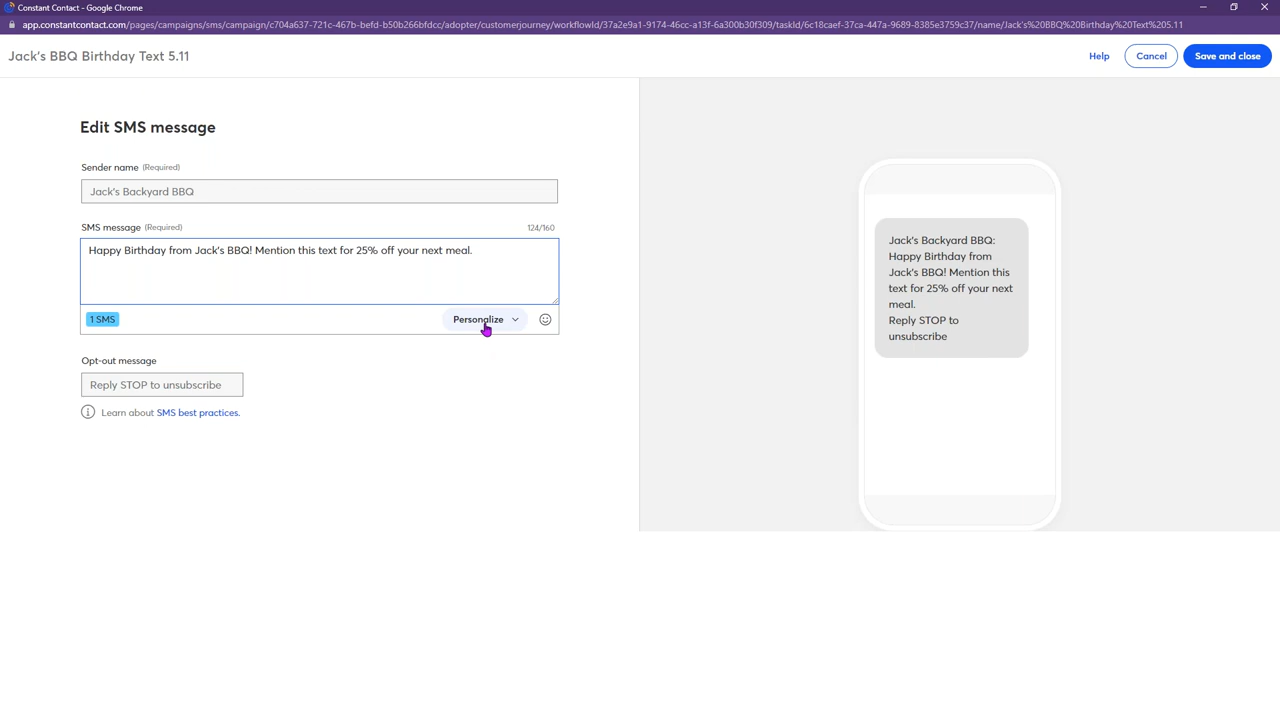 Constant Contact - Google Chrome
app.constantcontact.com/pages/campaigns/sms/campaign/c704a637-721c-467b-befd-b50b266bfdcc/adopter/customerjourney/workflowId/37a2e9a1-9174-46cc-a13f-6a300b30f309/taskId/6c18caef-37ca-447a-9689-8385e3759c37/name/Jack's%20BBQ%20Birthday%20Text%205.11
Jack's BBQ Birthday Text 5.11
Help
Cancel
Save and close
Edit SMS message
Sender name (Required)
Jack's Backyard BBQ
SMS message (Required)
124/160
Happy Birthday from Jack's BBQ! Mention this text for 25% off your next meal.
1 SMS
Personalize
Opt-out message
Reply STOP to unsubscribe
Learn about SMS best practices.
Jack's Backyard BBQ:
Happy Birthday from
Jack's BBQ! Mention this
text for 25% off your next
meal.
Reply STOP to
unsubscribe